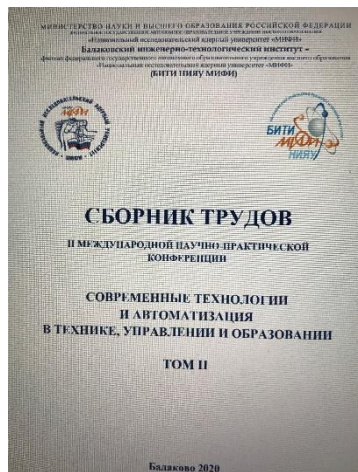 МИНИСТЕРСТВО НАУКИ И ВЫСШЕГО ОБРАЗОВАНИЯ РОССИЙСКОЙ ФЕДЕРАЦИИ
«Национальный исследовательский ядерный университет «МИФИ»
Балаковский инженерно-технологический институт –
«Национальный исследовательский ядерный университет «МИФИ»
(БИТИ НИЯУ МИФИ)
МИФИ
БИТИ
МИФИ
НИЯУ
СБОРНИК ТРУДОВ
II МЕЖДУНАРОДНОЙ НАУЧНО-ПРАКТИЧЕСКОЙ
КОНФЕРЕНЦИИ
СОВРЕМЕННЫЕ ТЕХНОЛОГИИ
И АВТОМАТИЗАЦИЯ
В ТЕХНИКЕ, УПРАВЛЕНИИ И ОБРАЗОВАНИИ
ТОМ II
Балаково 2020